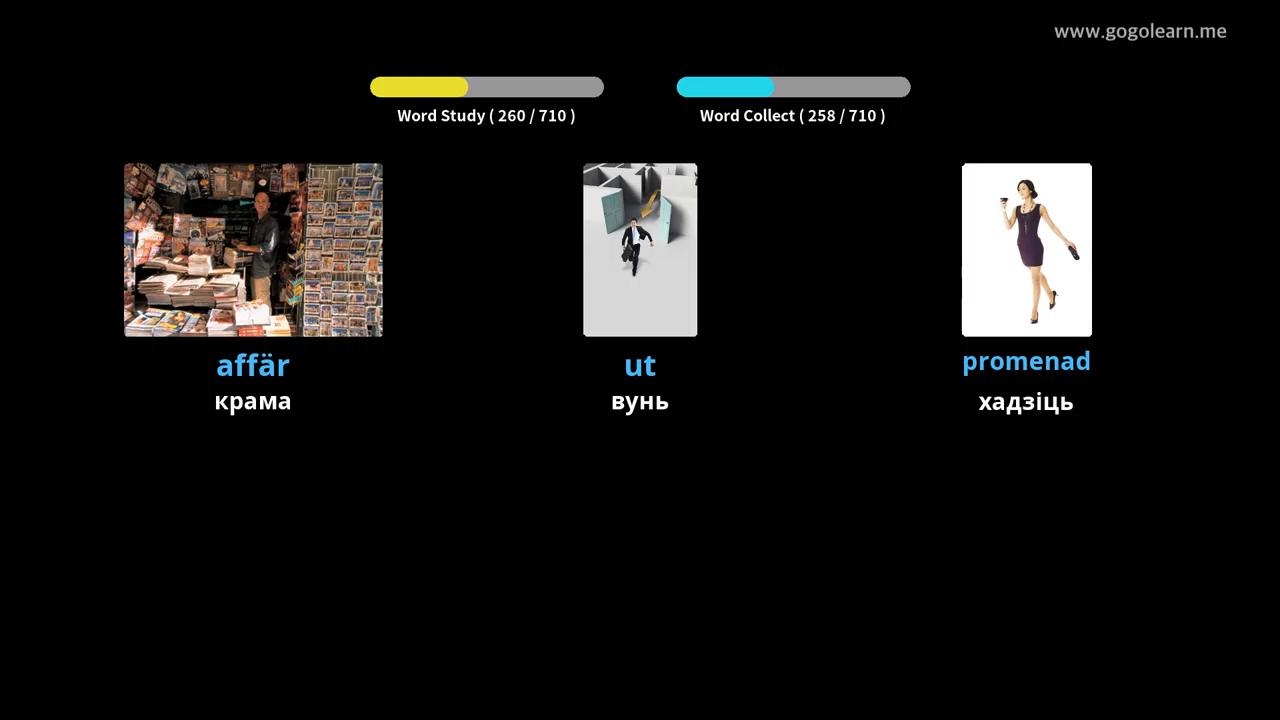 www.gogolearn.me
Word Study ( 260 / 710 )
Word Collect ( 258 / 710 )
affär
крама
ut
вунь
promenad
хадзіць